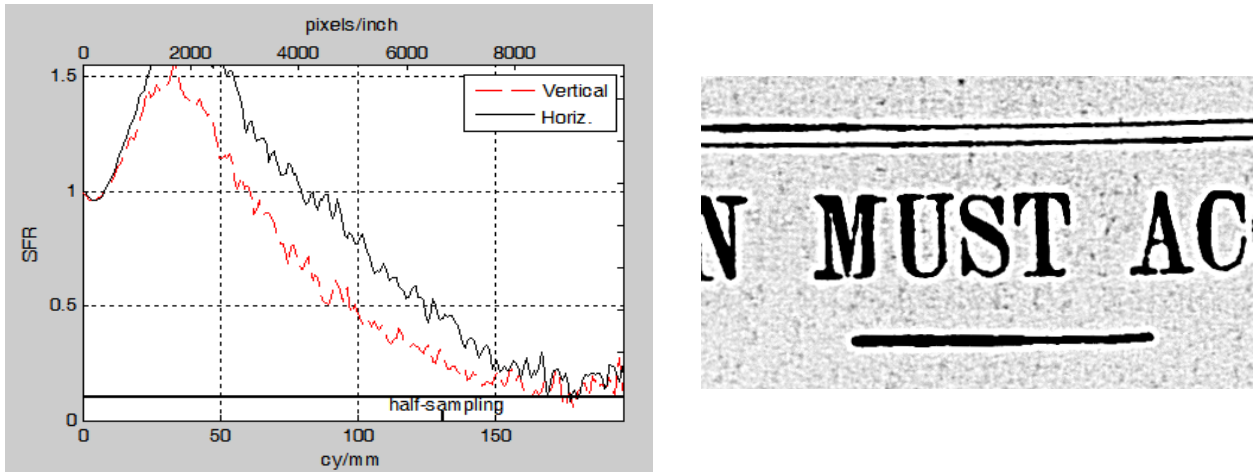 pixels/inch
0 2000 4000 6000 8000
1.5
1
0.5
0
SFR
Vertical
Horiz.
half-sampling
0 50 100 150
cy/mm
N MUST AC